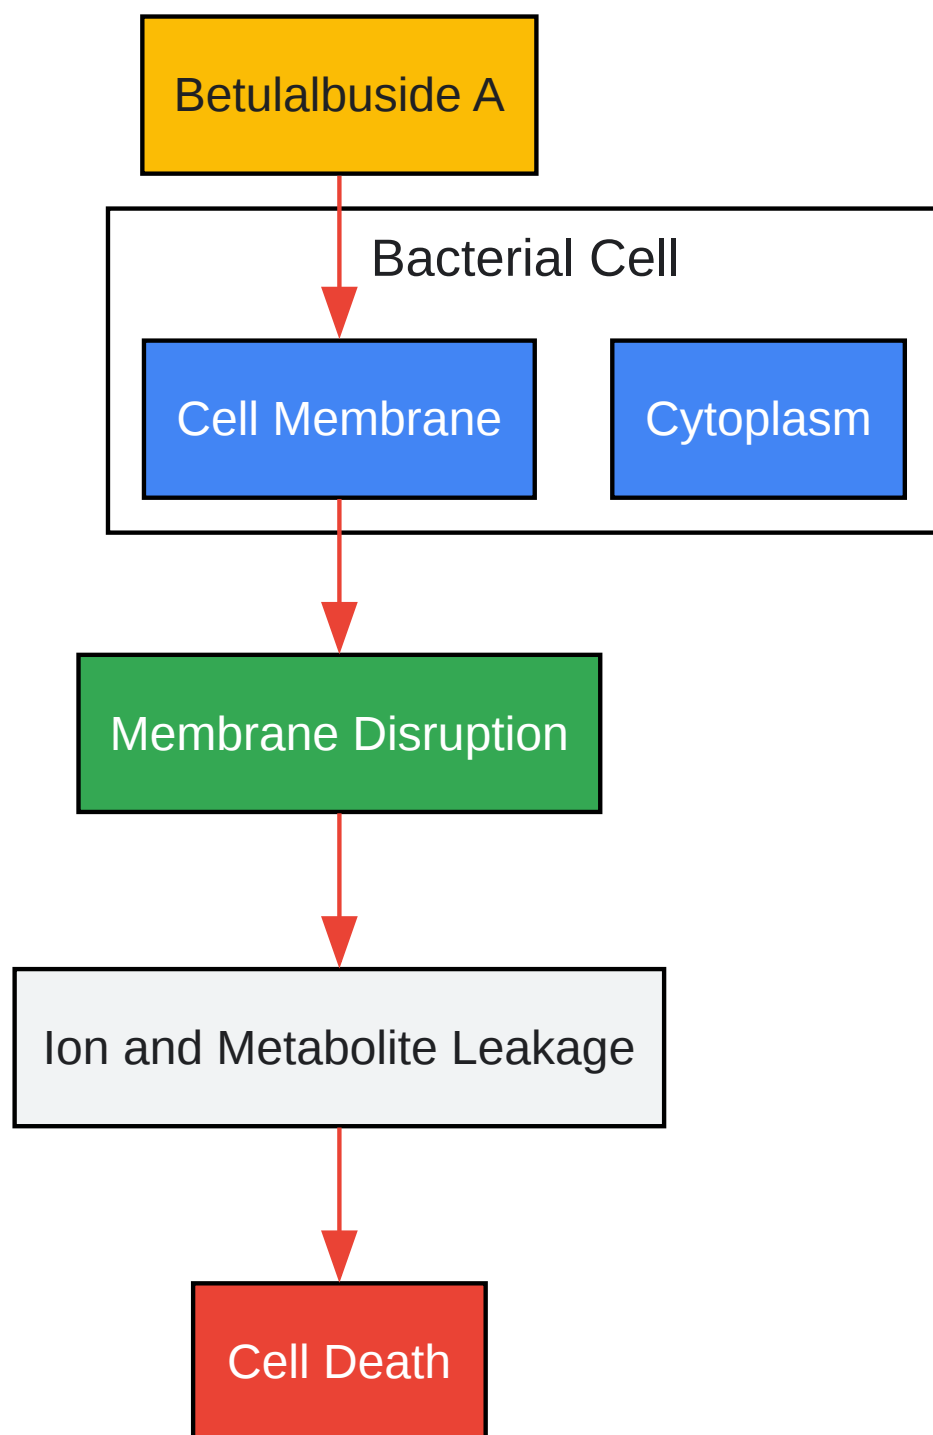 Betulalbuside A
Bacterial Cell
Cell Membrane
Cytoplasm
Membrane Disruption
Ion and Metabolite Leakage
Cell Death